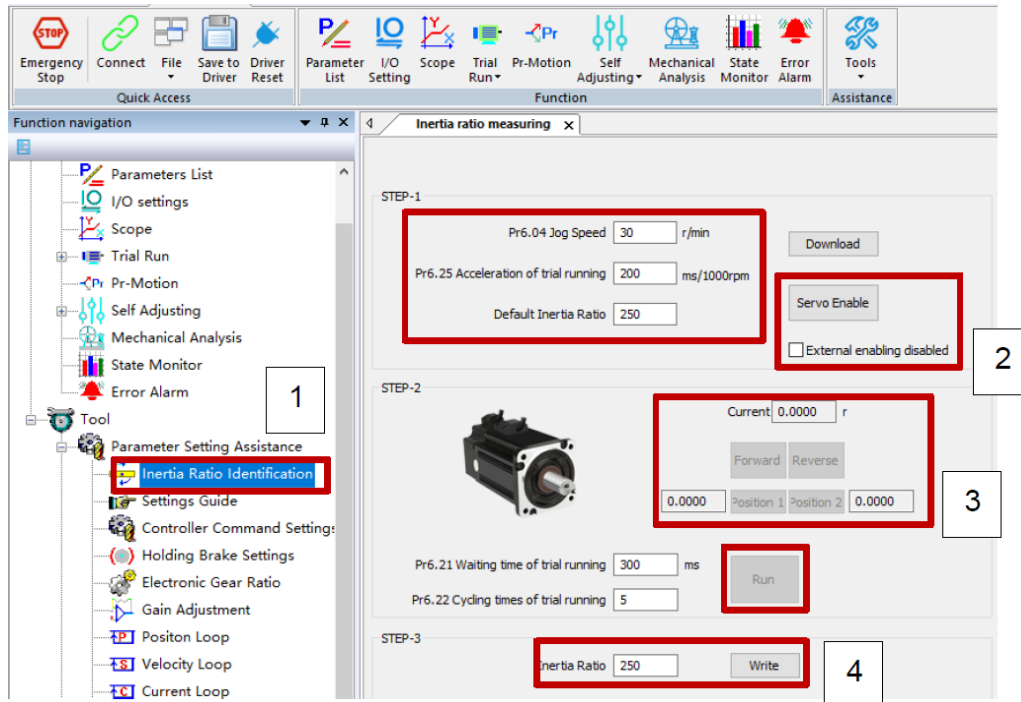 STOP
Emergency Stop
Connect
File
Save to Driver
Driver Reset
Parameter List
I/O Setting
Scope
Trial Run
Pr-Motion
Self Adjusting
Mechanical Analysis
State Monitor
Error Alarm
Tools
Quick Access
Function
Assistance
Function navigation
Inertia ratio measuring
Parameters List
I/O settings
Scope
Trial Run
Pr-Motion
Self Adjusting
Mechanical Analysis
State Monitor
Error Alarm
Tool
Parameter Setting Assistance
Inertia Ratio Identification
Settings Guide
Controller Command Settings
Holding Brake Settings
Electronic Gear Ratio
Gain Adjustment
Positon Loop
Velocity Loop
Current Loop
1
STEP-1
Pr6.04 Jog Speed 30 r/min
Download
Pr6.25 Acceleration of trial running 200 ms/1000rpm
Servo Enable
Default Inertia Ratio 250
External enabling disabled
2
STEP-2
Current 0.0000 r
Forward Reverse
0.0000 Position 1 Position 2 0.0000
3
Pr6.21 Waiting time of trial running 300 ms
Run
Pr6.22 Cycling times of trial running 5
STEP-3
Inertia Ratio 250 Write
4